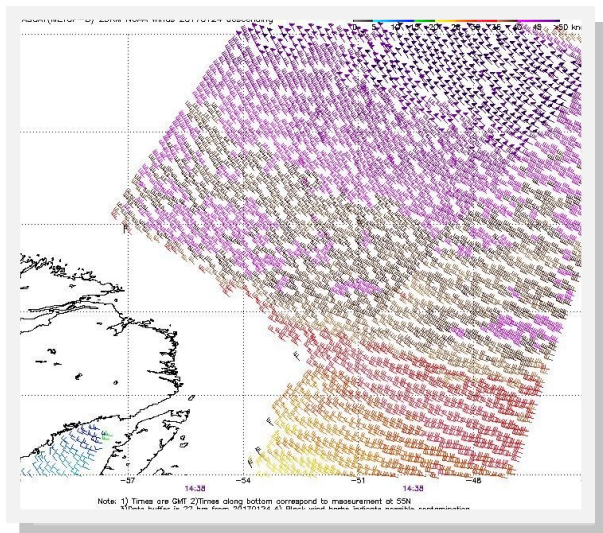 ASCAT(METOP-B) 25KM NOAA Winds 20170124 descending
0 5 10 15 20 25 30 35 40 45 >50 knots
-57 -54 -51 -48
14:38 14:38
Note: 1) Times are GMT 2)Times along bottom correspond to measurement at 55N
3)Data buffer is 22 hrs from 20170124 4) Black wind barbs indicate possible contamination